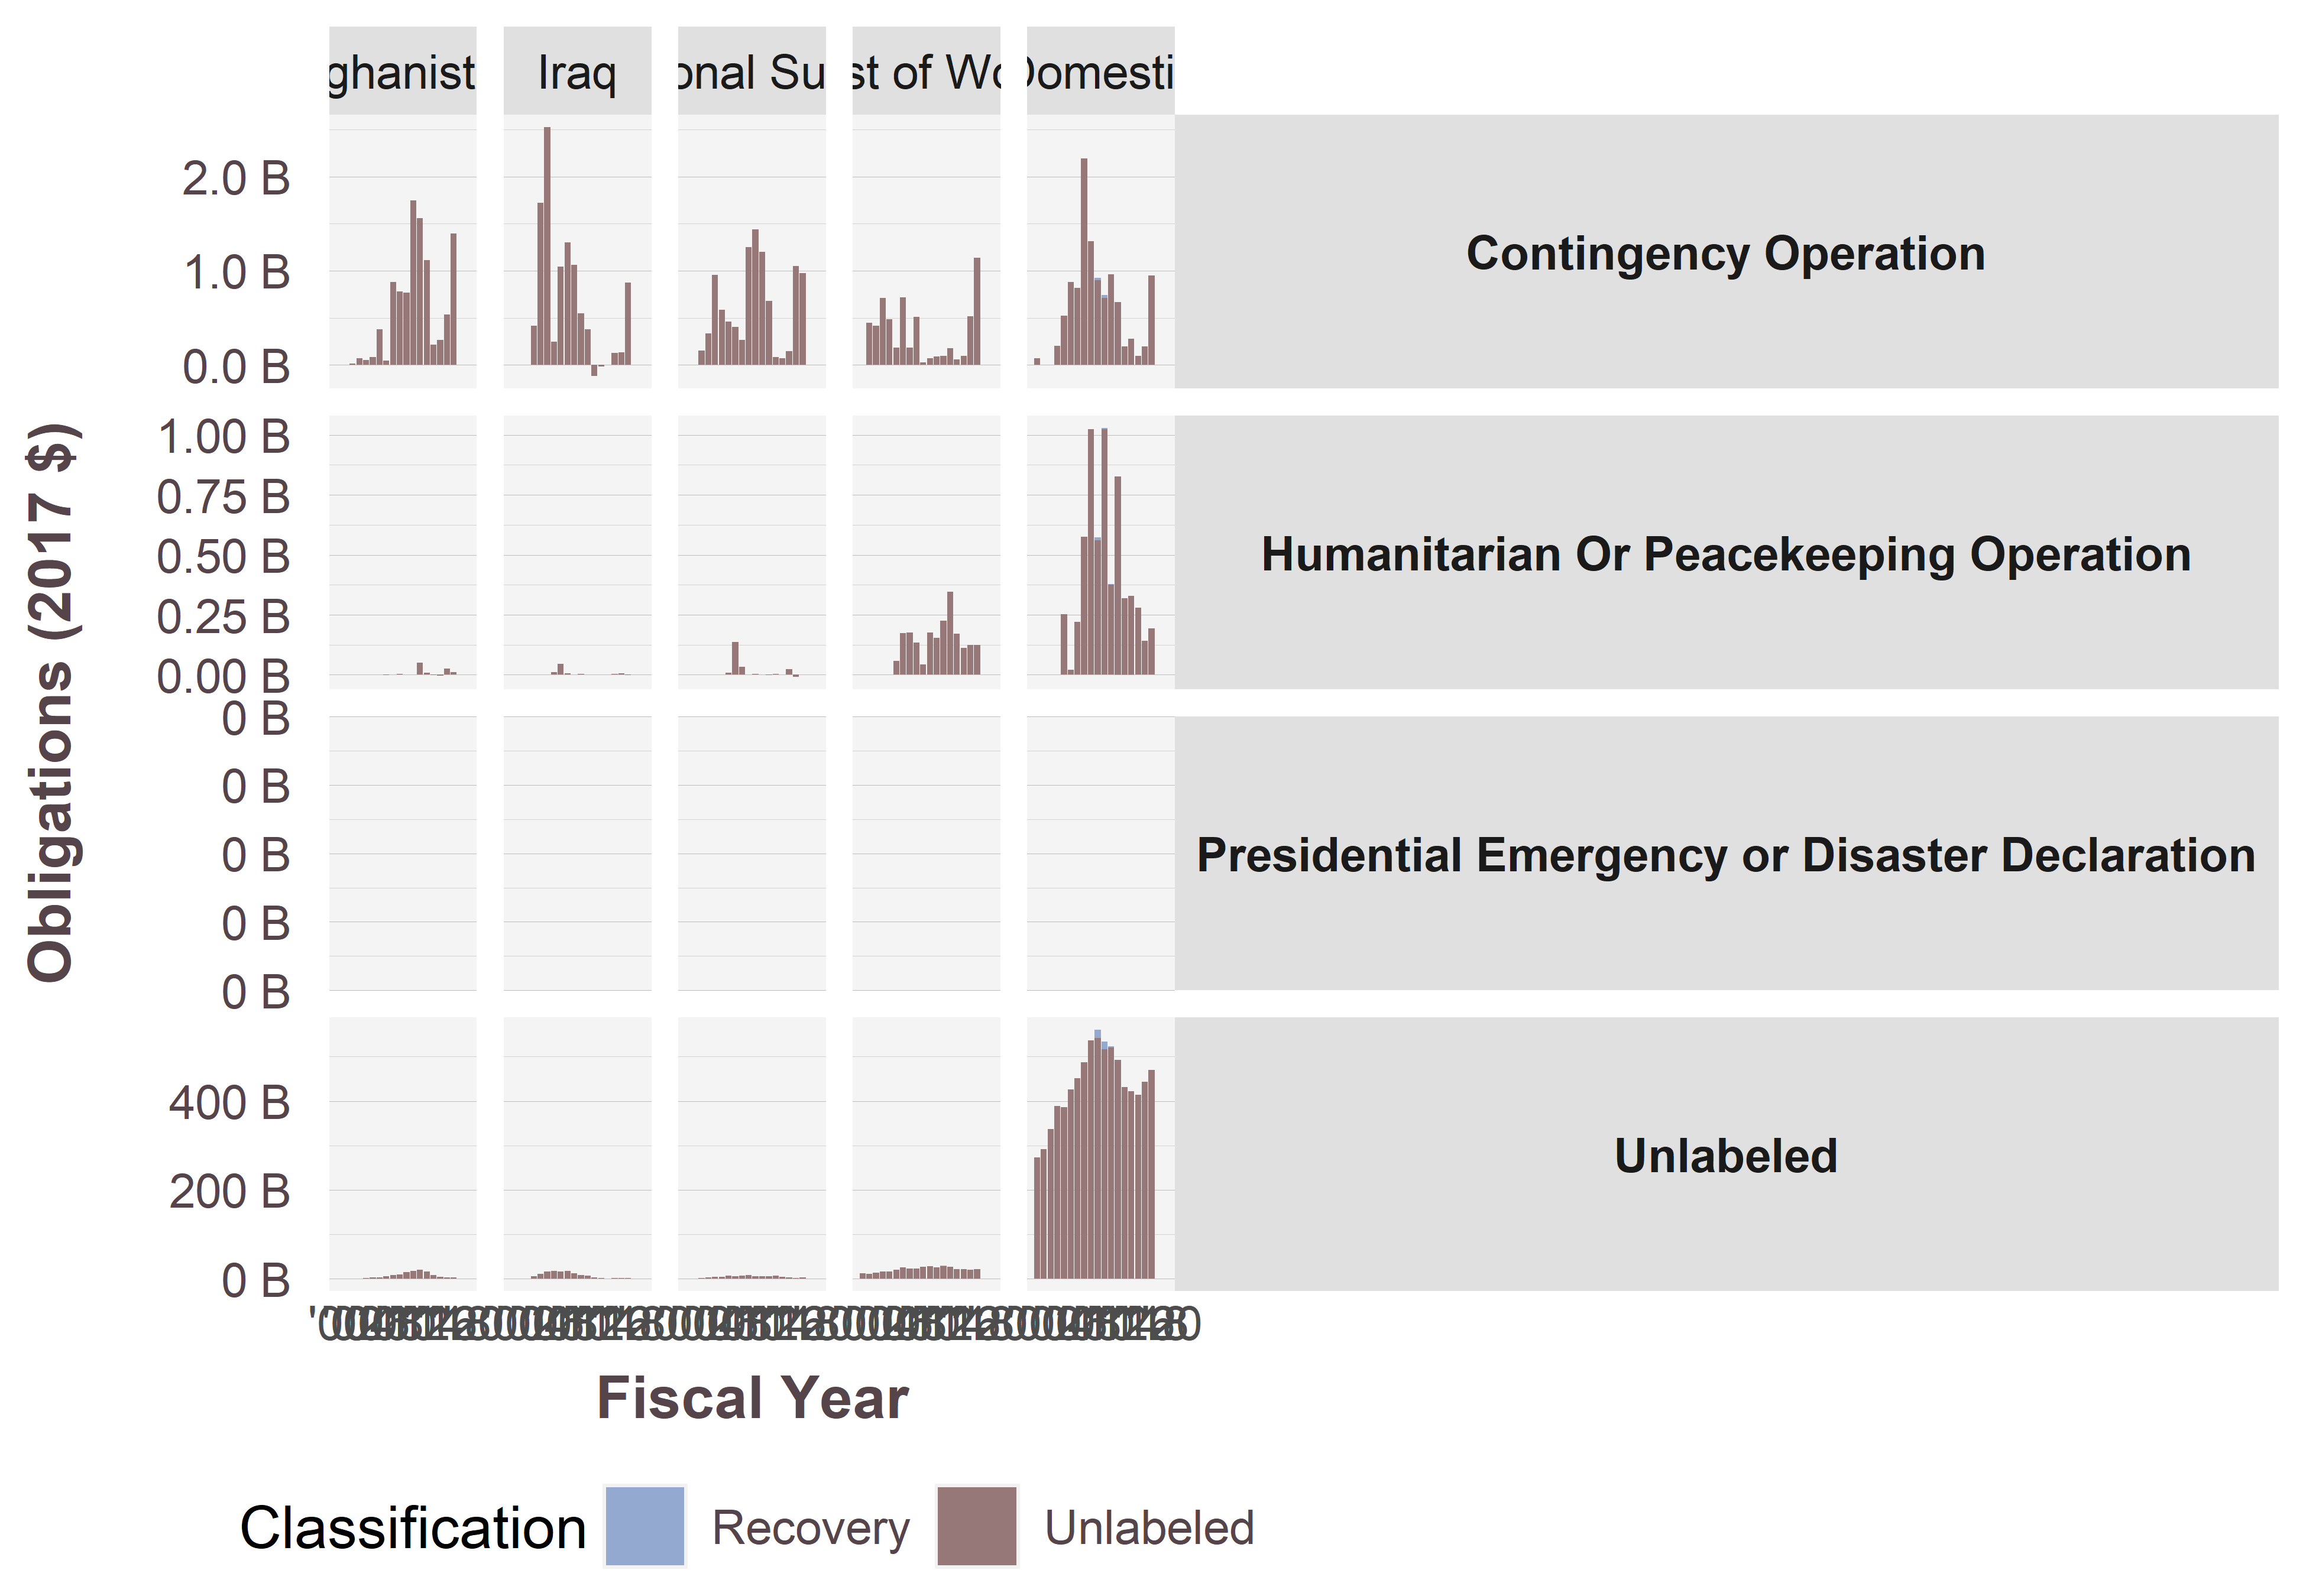 ghanist
Iraq
onal Su
st of Wo
Domesti
2.0 B
1.0 B
0.0 B
Contingency Operation
1.00 B
0.75 B
0.50 B
0.25 B
0.00 B
Humanitarian Or Peacekeeping Operation
0 B
0 B
0 B
0 B
0 B
Presidential Emergency or Disaster Declaration
400 B
200 B
0 B
Unlabeled
Obligations (2017 $)
Fiscal Year
Classification
Recovery
Unlabeled